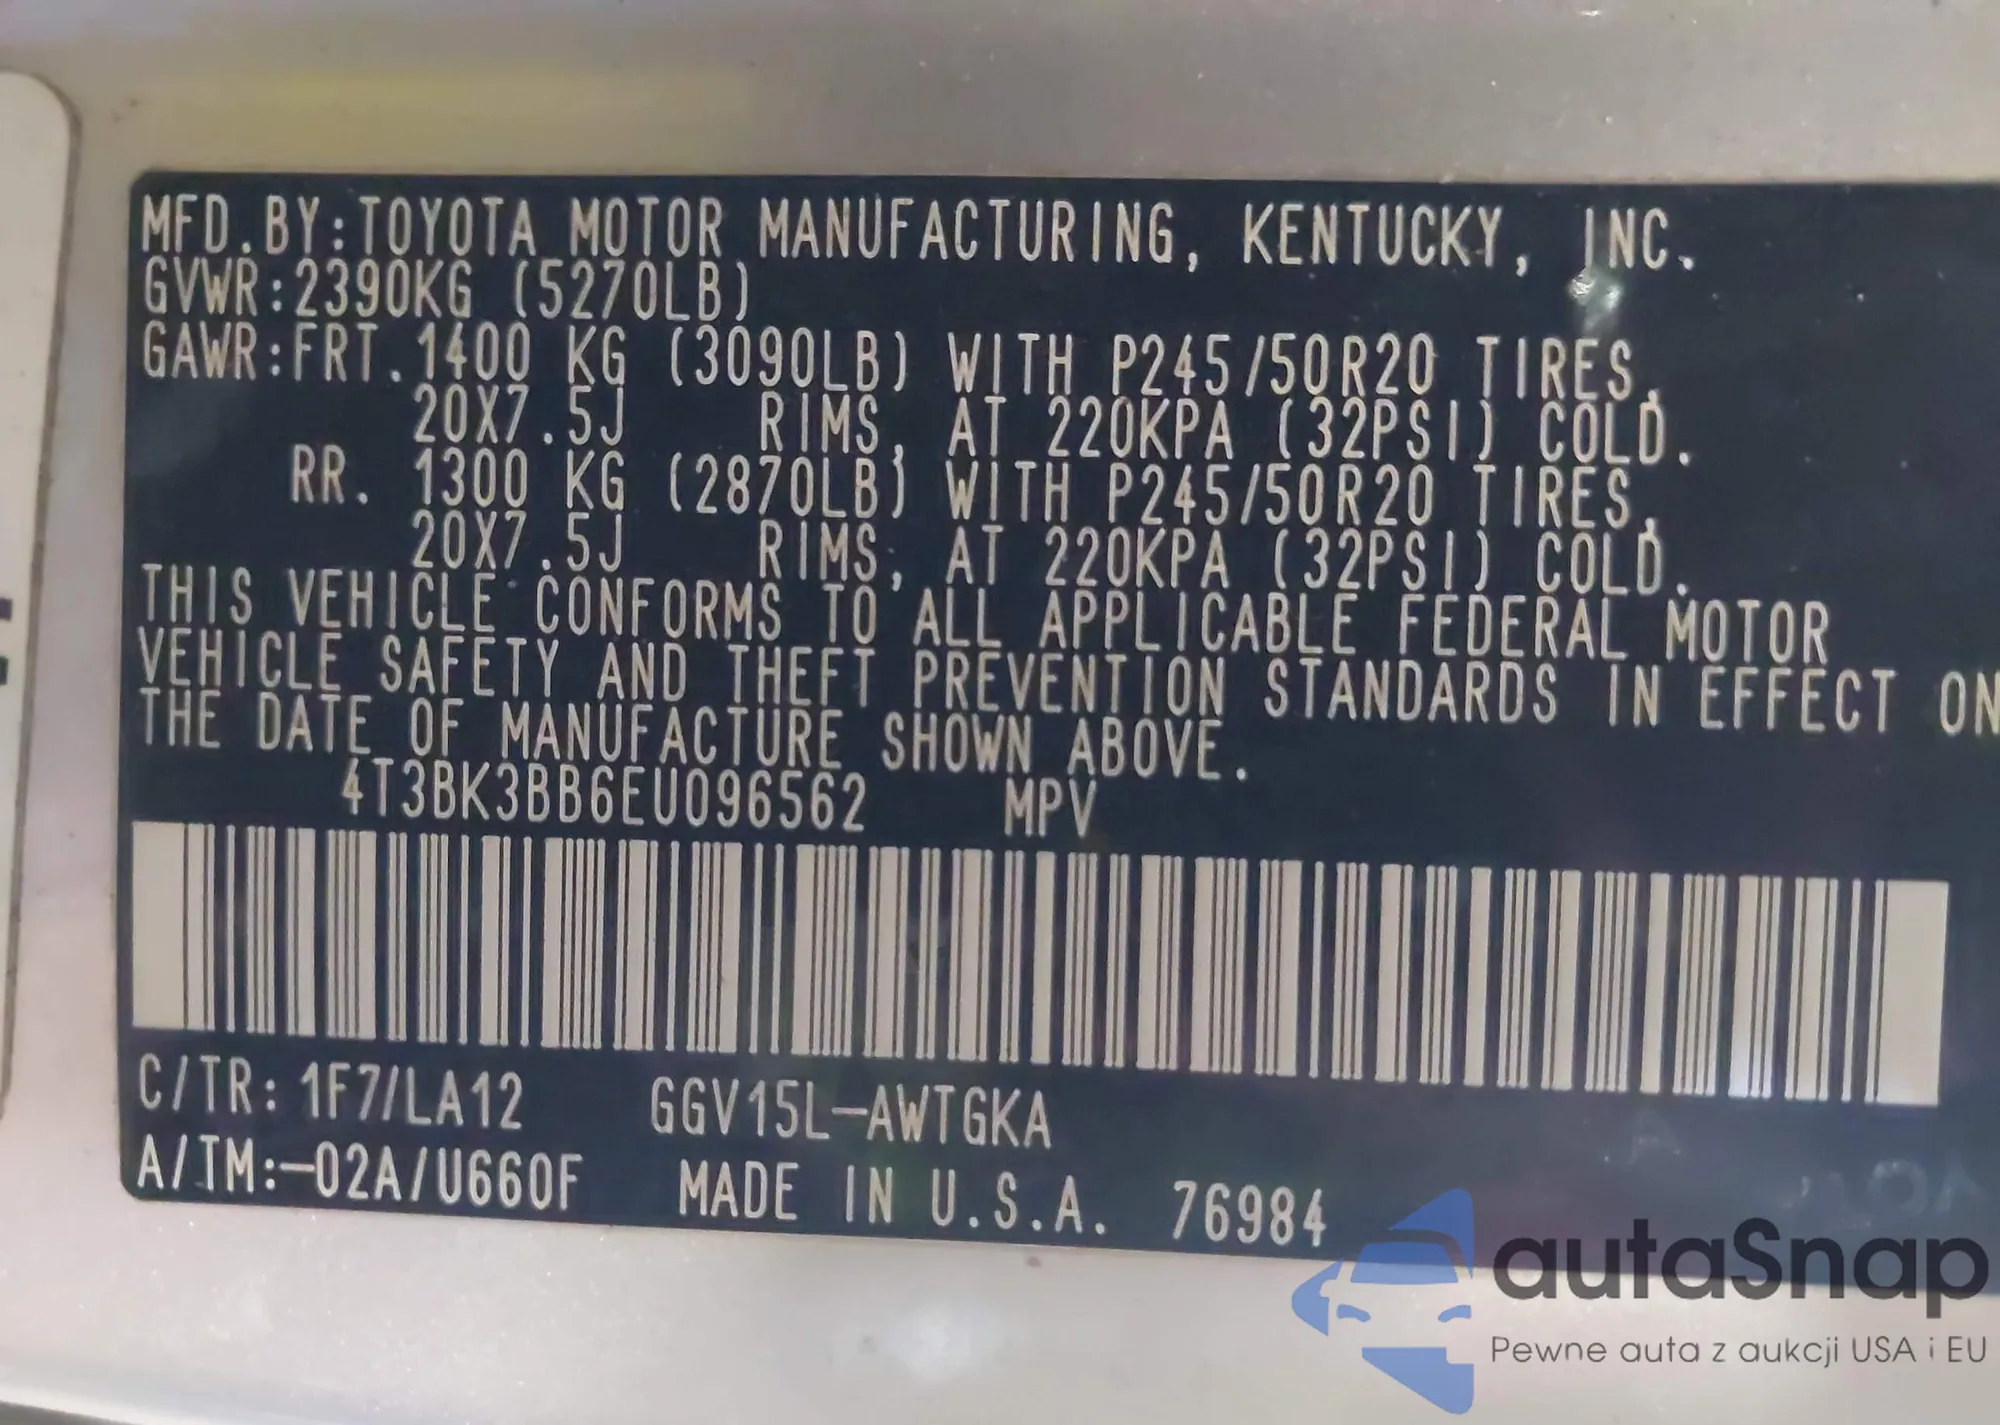 MFD.BY:TOYOTA MOTOR MANUFACTURING, KENTUCKY, INC.
GVWR:2390KG (5270LB)
GAWR:FRT.1400 KG (3090LB) WITH P245/50R20 TIRES,
20X7.5J RIMS, AT 220KPA (32PSI) COLD.
RR. 1300 KG (2870LB) WITH P245/50R20 TIRES,
20X7.5J RIMS, AT 220KPA (32PSI) COLD.
THIS VEHICLE CONFORMS TO ALL APPLICABLE FEDERAL MOTOR
VEHICLE SAFETY AND THEFT PREVENTION STANDARDS IN EFFECT ON
THE DATE OF MANUFACTURE SHOWN ABOVE.
4T3BK3BB6EU096562 MPV
C/TR: 1F7/LA12 GGV15L-AWTGKA
A/TM:-02A/U660F MADE IN U.S.A. 76984
autaSnap
Pewne auta z aukcji USA i EU